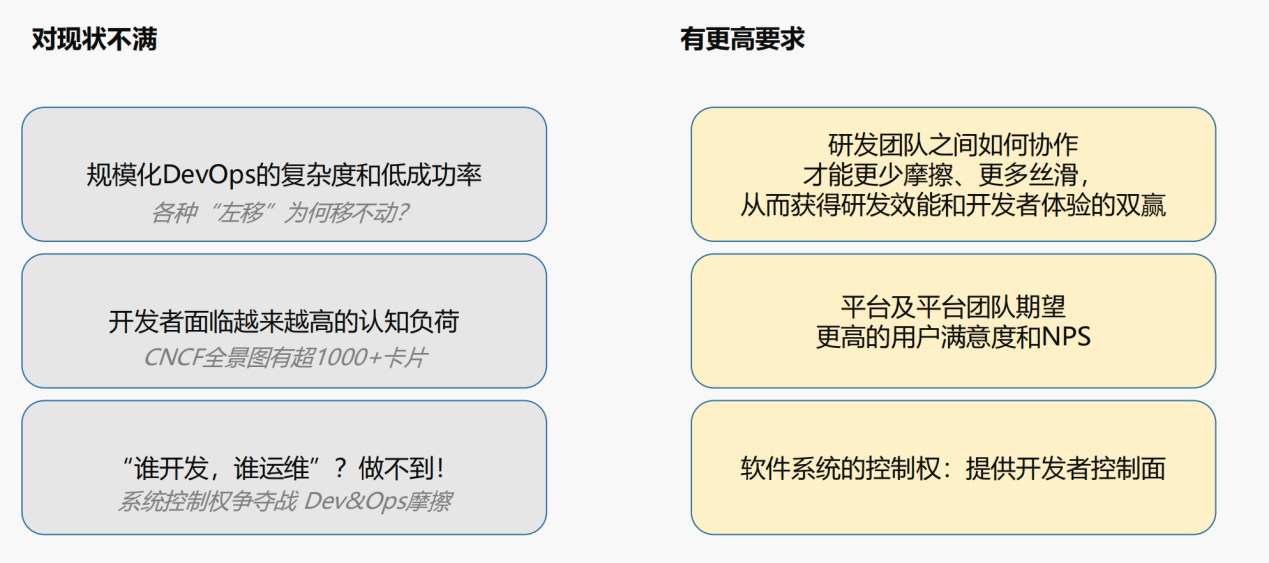 对现状不满
有更高要求
规模化DevOps的复杂度和低成功率
各种“左移”为何移不动?
开发者面临越来越高的认知负荷
CNCF全景图有超1000+卡片
“谁开发，谁运维”？做不到！
系统控制权争夺战 Dev&Ops摩擦
研发团队之间如何协作
才能更少摩擦、更多丝滑，
从而获得研发效能和开发者体验的双赢
平台及平台团队期望
更高的用户满意度和NPS
软件系统的控制权：提供开发者控制面